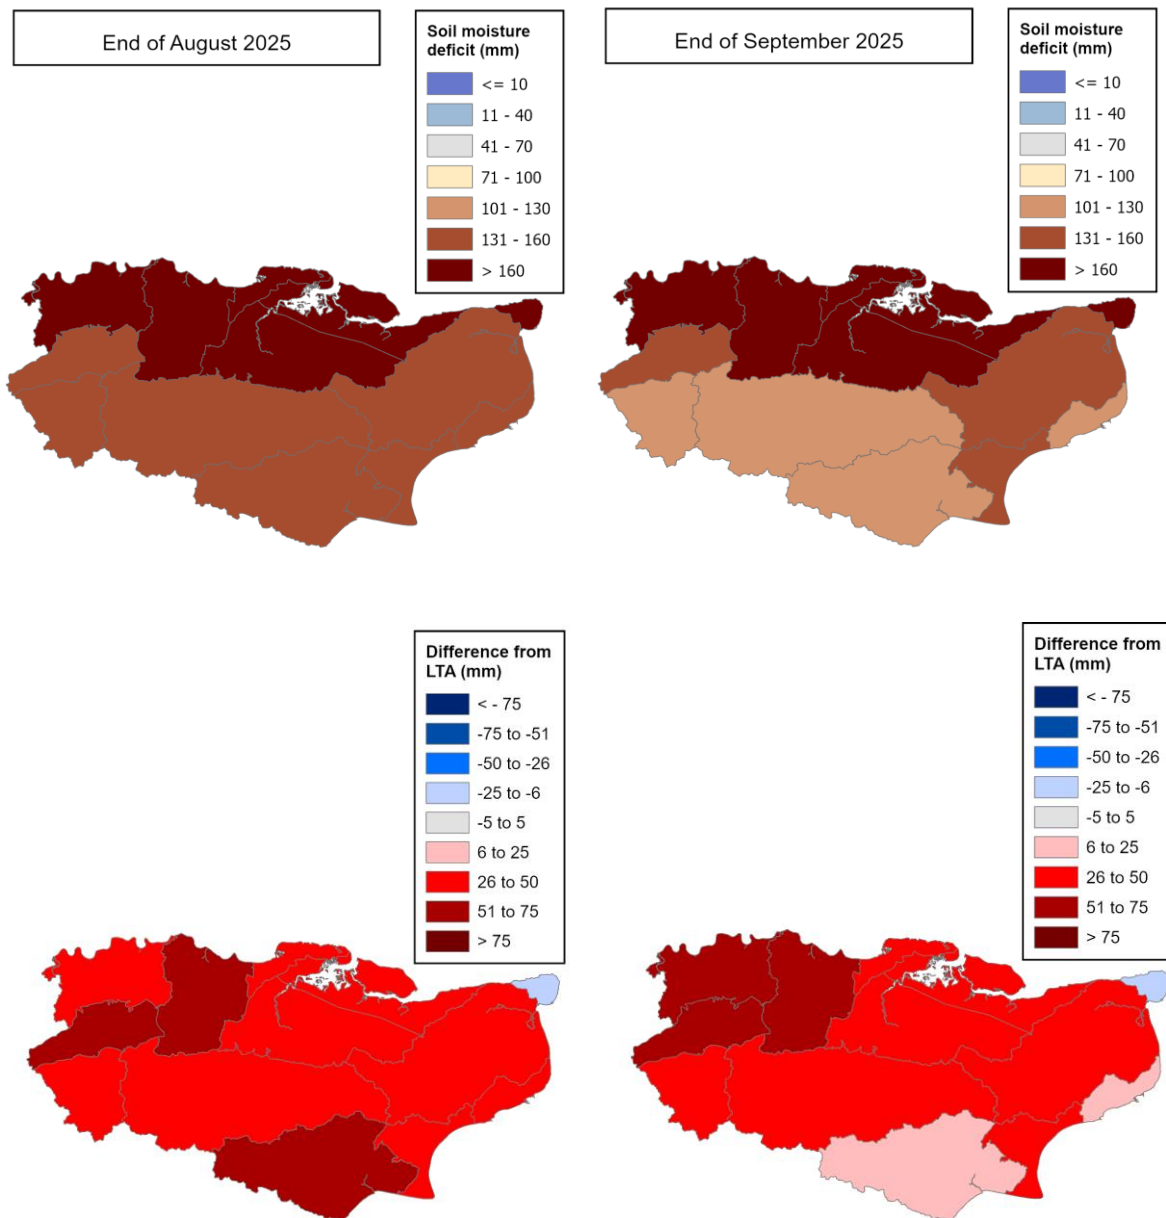 End of August 2025
Soil moisture
deficit (mm)
<= 10
11 - 40
41 - 70
71 - 100
101 - 130
131 - 160
> 160
End of September 2025
Soil moisture
deficit (mm)
<= 10
11 - 40
41 - 70
71 - 100
101 - 130
131 - 160
> 160
Difference from
LTA (mm)
< - 75
-75 to -51
-50 to -26
-25 to -6
-5 to 5
6 to 25
26 to 50
51 to 75
> 75
Difference from
LTA (mm)
< - 75
-75 to -51
-50 to -26
-25 to -6
-5 to 5
6 to 25
26 to 50
51 to 75
> 75